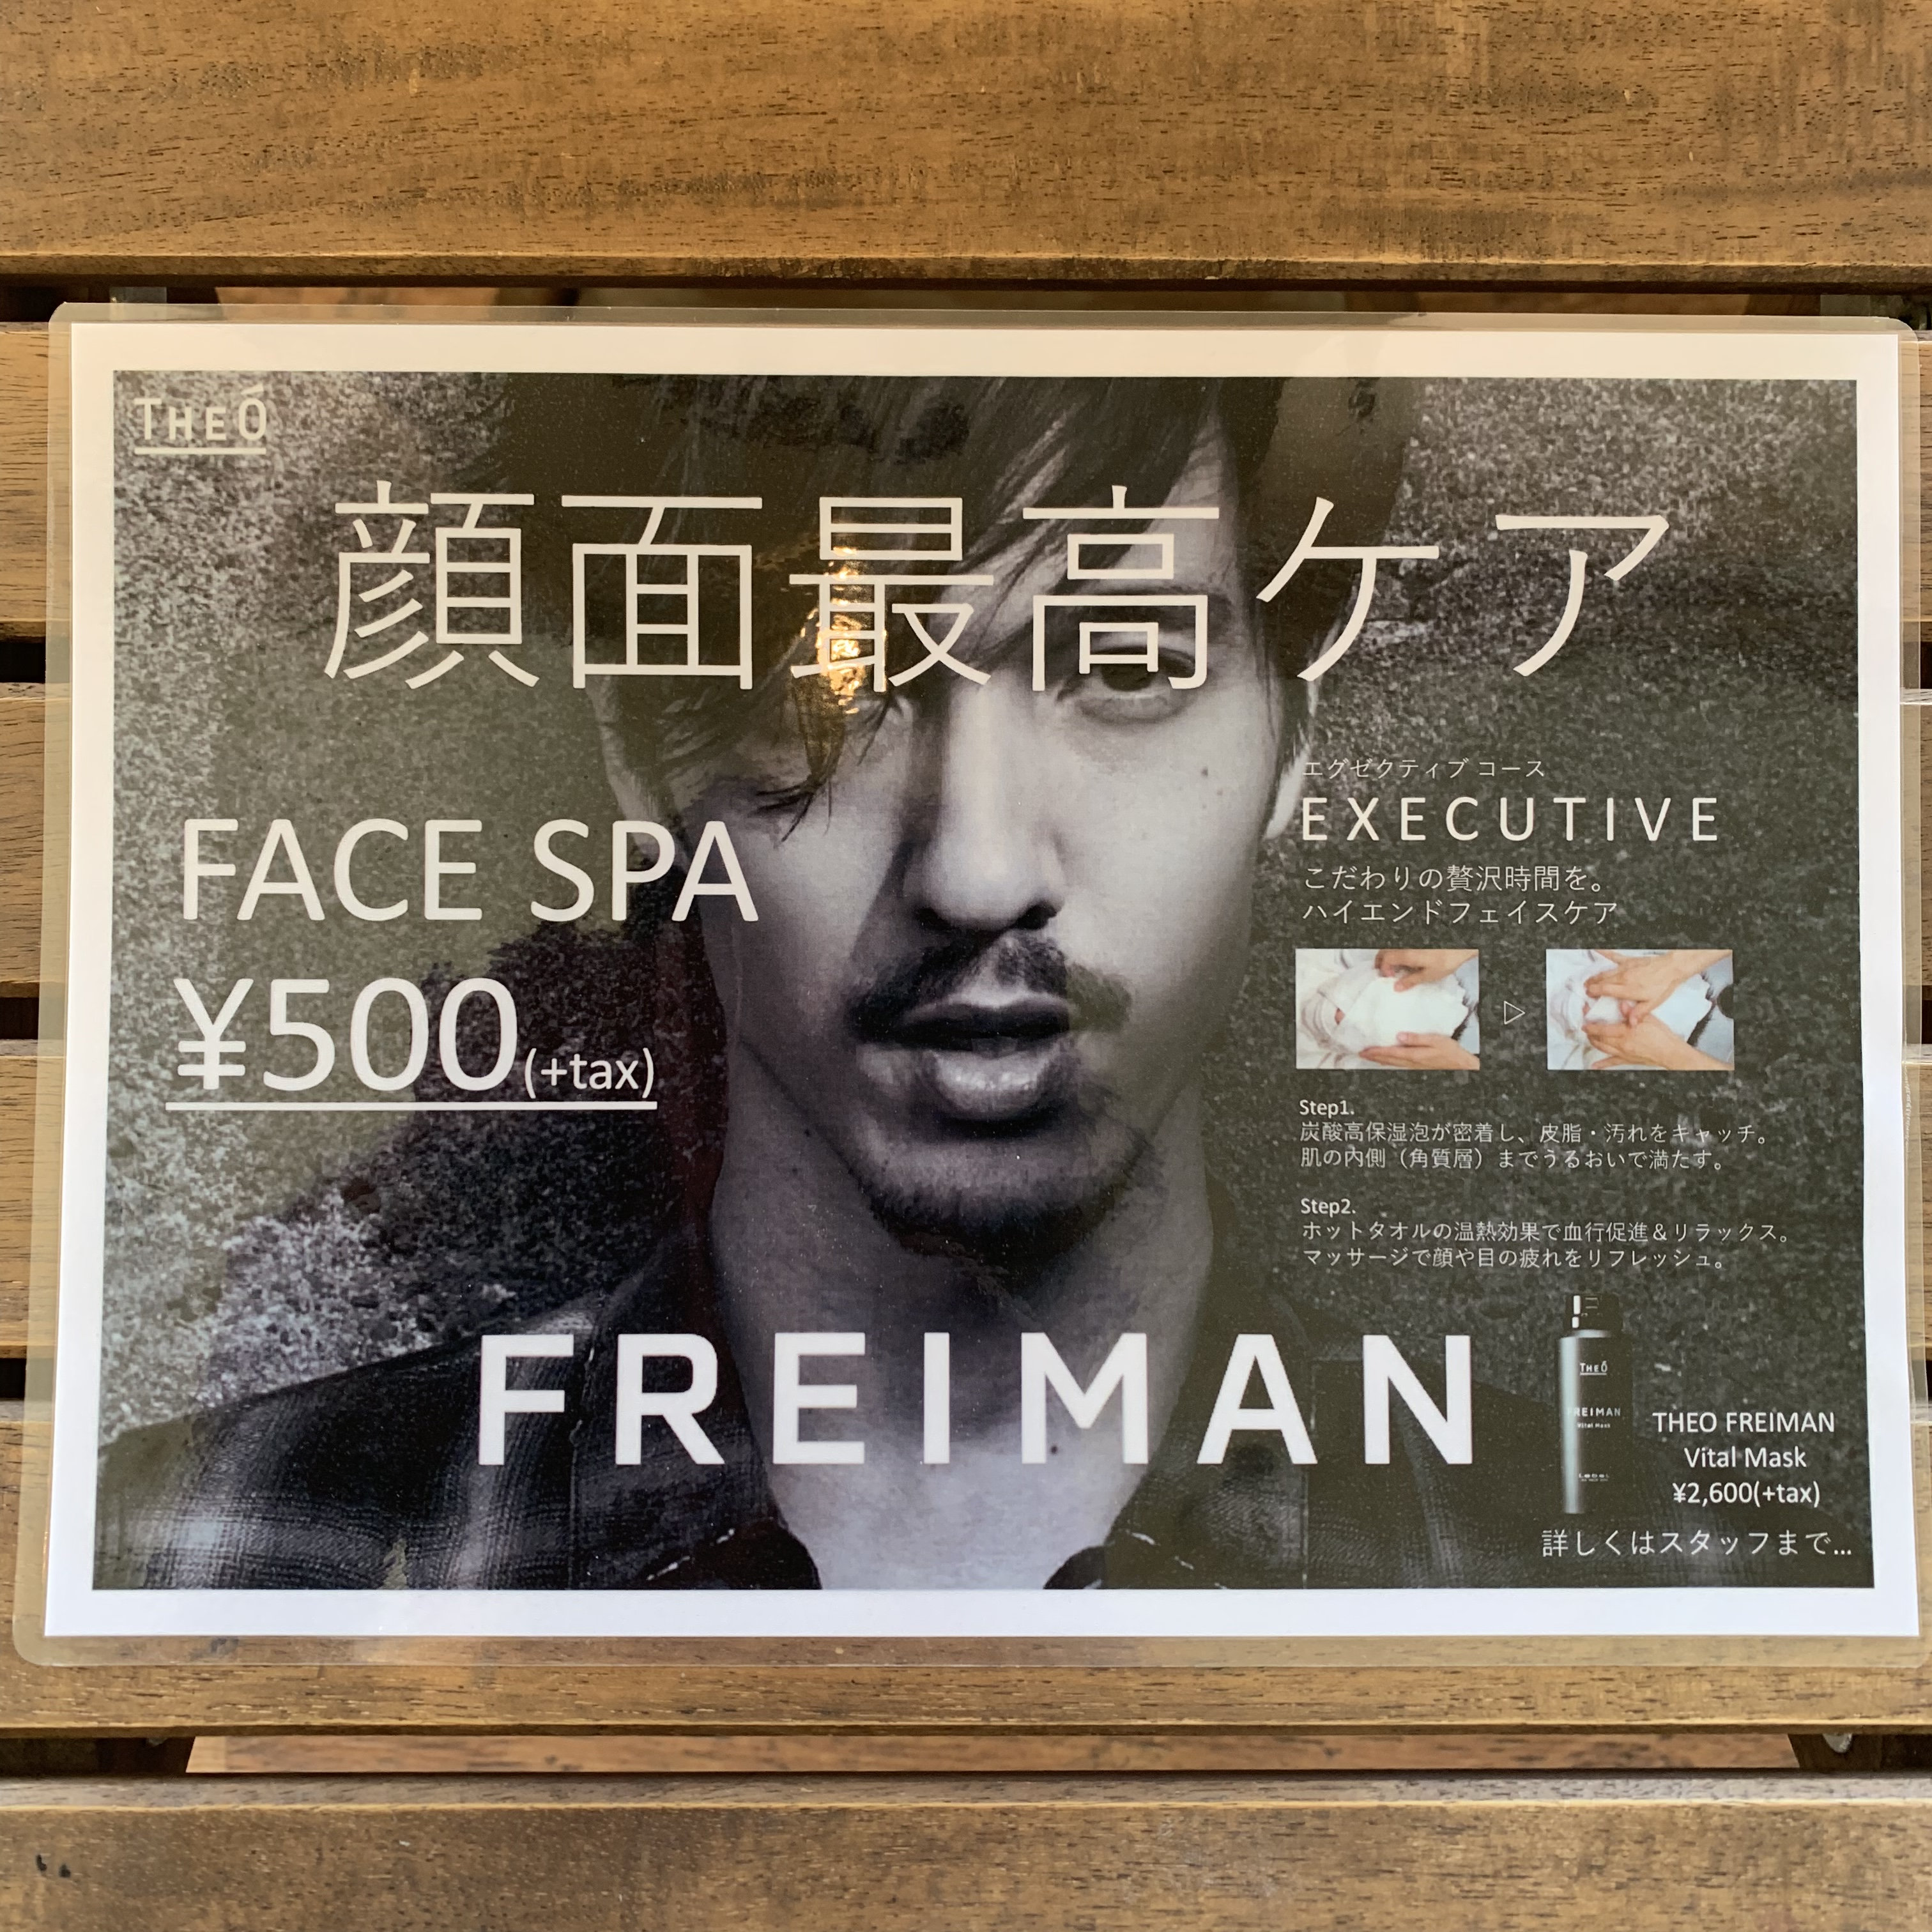 THEÓ
顔面最高ケア
FACE SPA
¥500(+tax)
エグゼクティブ コース
EXECUTIVE
こだわりの贅沢時間を。
ハイエンドフェイスケア
Step1.
炭酸高保湿泡が密着し、皮脂・汚れをキャッチ。
肌の内側（角質層）までうるおいで満たす。
Step2.
ホットタオルの温熱効果で血行促進＆リラックス。
マッサージで顔や目の疲れをリフレッシュ。
FREIMAN
THEÓ
FREIMAN
Vital Mask
LebeL
THEO FREIMAN
Vital Mask
¥2,600(+tax)
詳しくはスタッフまで...